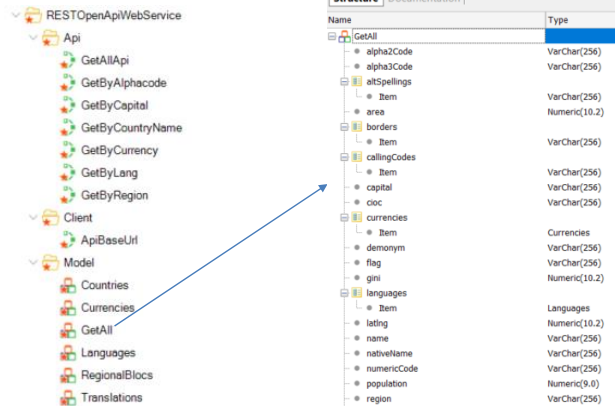 RESTOpenApiWebService
Api
GetAllApi
GetByAlphacode
GetByCapital
GetByCountryName
GetByCurrency
GetByLang
GetByRegion
Client
ApiBaseUrl
Model
Countries
Currencies
GetAll
Languages
RegionalBlocs
Translations
Structure Documentation
Name Type
GetAll
alpha2Code VarChar(256)
alpha3Code VarChar(256)
altSpellings
Item VarChar(256)
area Numeric(10.2)
borders
Item VarChar(256)
callingCodes
Item VarChar(256)
capital VarChar(256)
cioc VarChar(256)
currencies
Item Currencies
demonym VarChar(256)
flag VarChar(256)
gini Numeric(10.2)
languages
Item Languages
latlng Numeric(10.2)
name VarChar(256)
nativeName VarChar(256)
numericCode VarChar(256)
population Numeric(9.0)
region VarChar(256)